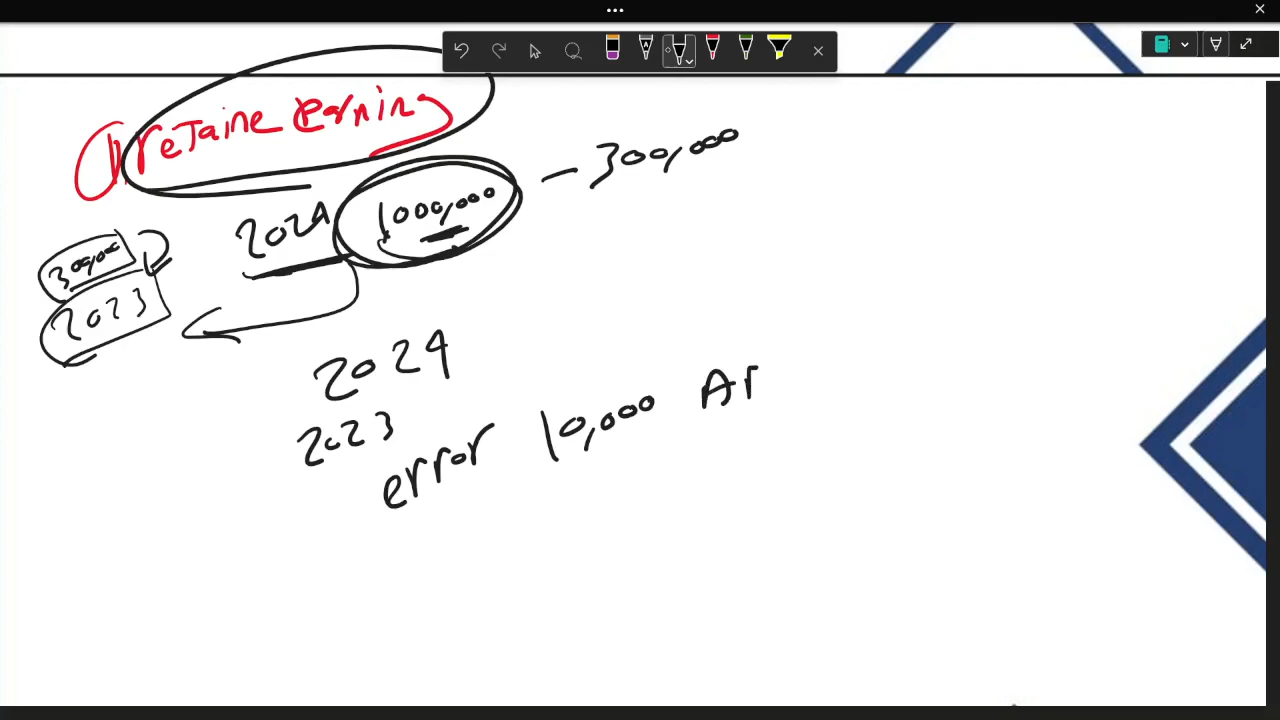 retaine earning
2024 1000,000 - 300,000
300,000
2023
2024
2023
error 10,000 Ar